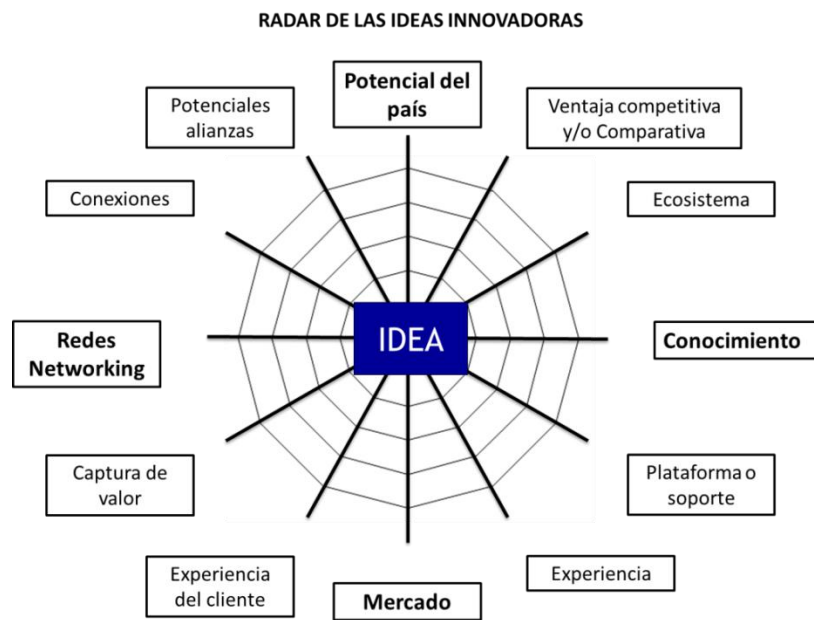 RADAR DE LAS IDEAS INNOVADORAS
Potencial del
país
Potenciales
alianzas
Ventaja competitiva
y/o Comparativa
Conexiones
Ecosistema
Redes
Networking
IDEA
Conocimiento
Captura de
valor
Plataforma o
soporte
Experiencia
del cliente
Mercado
Experiencia